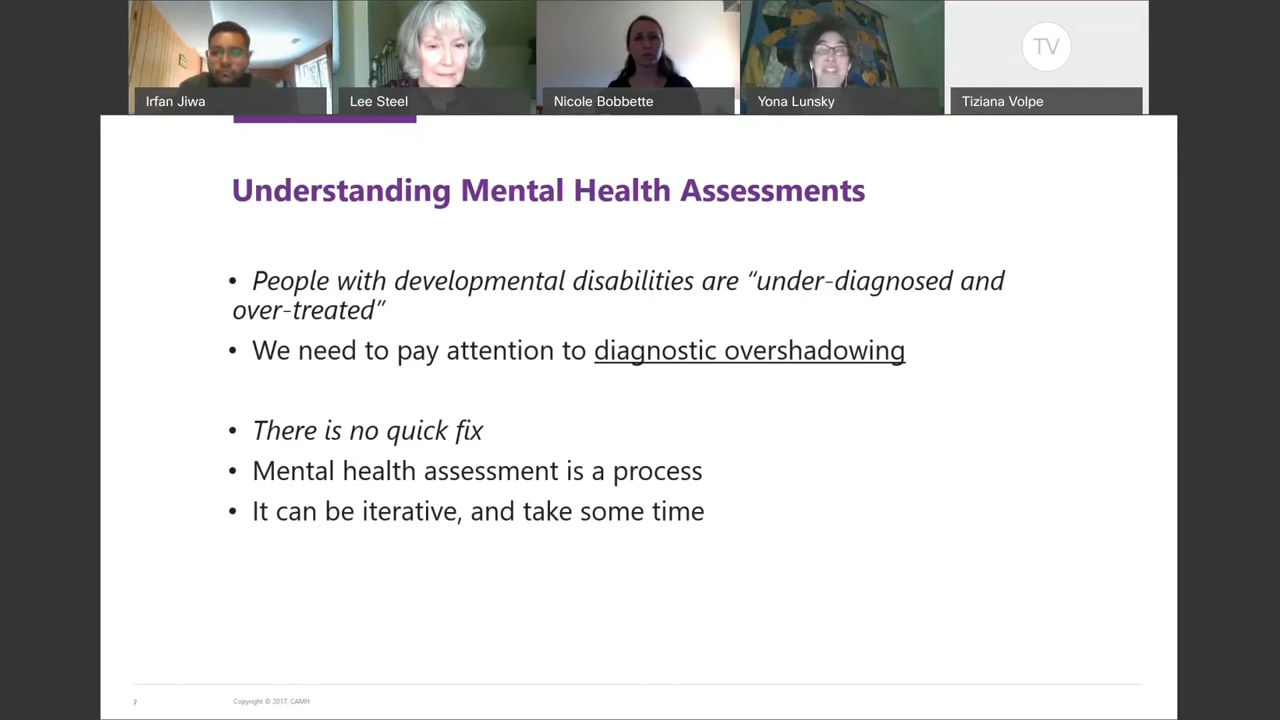 Irfan Jiwa
Lee Steel
Nicole Bobbette
Yona Lunsky
TV
Tiziana Volpe
Understanding Mental Health Assessments
• People with developmental disabilities are “under-diagnosed and
over-treated”
• We need to pay attention to diagnostic overshadowing
• There is no quick fix
• Mental health assessment is a process
• It can be iterative, and take some time
7
Copyright © 2017, CAMH